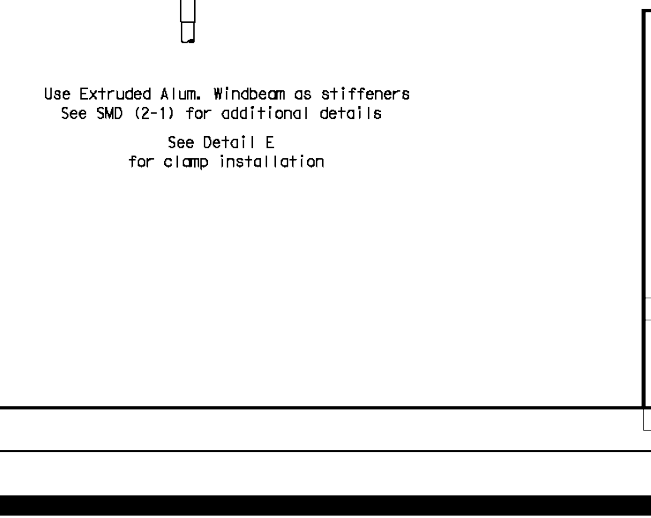 Use Extruded Alum. Windbeam as stiffeners
See SMD (2-1) for additional details
See Detail E
for clamp installation